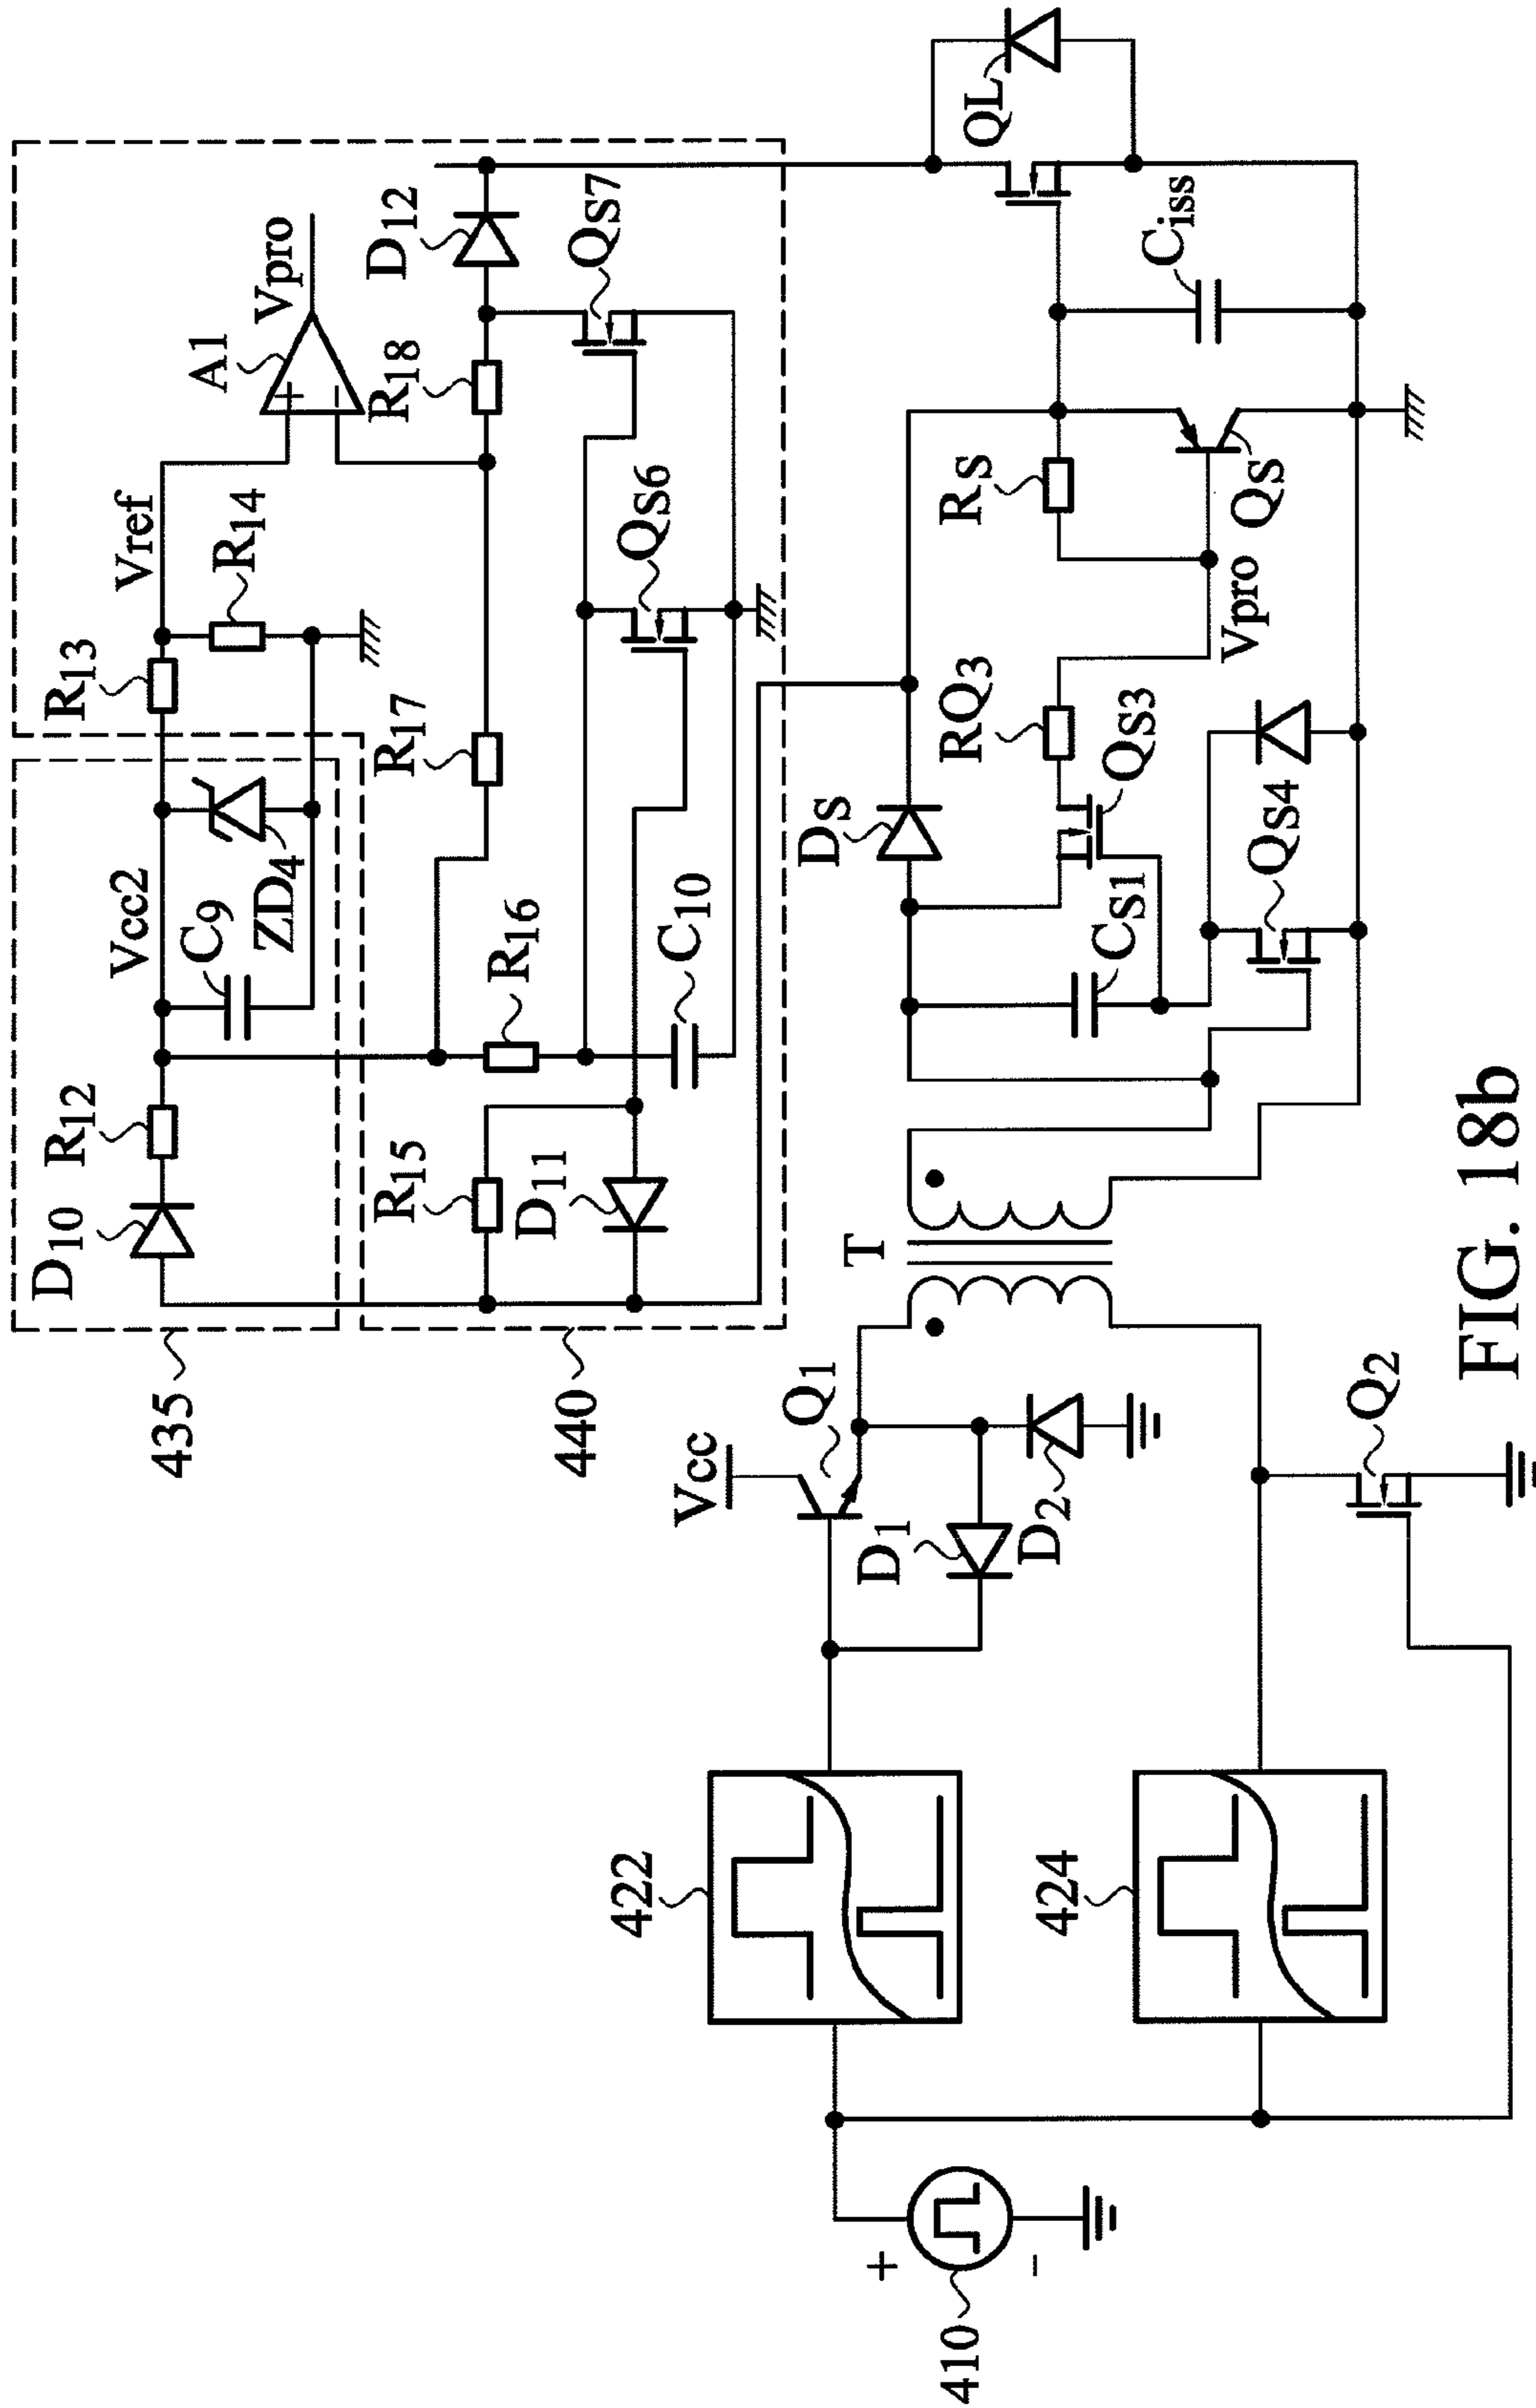 435
D10
R12
Vcc2
C9
ZD4
R13
Vref
R14
A1
+
−
Vpro
440
R15
D11
R16
C10
R17
R18
D12
QS6
QS7
410
+
-
422
424
Vcc
Q1
D1
D2
Q2
T
DS
CS1
QS3
QS4
RQ3
Vpro
RS
QS
Ciss
QL
FIG. 18b